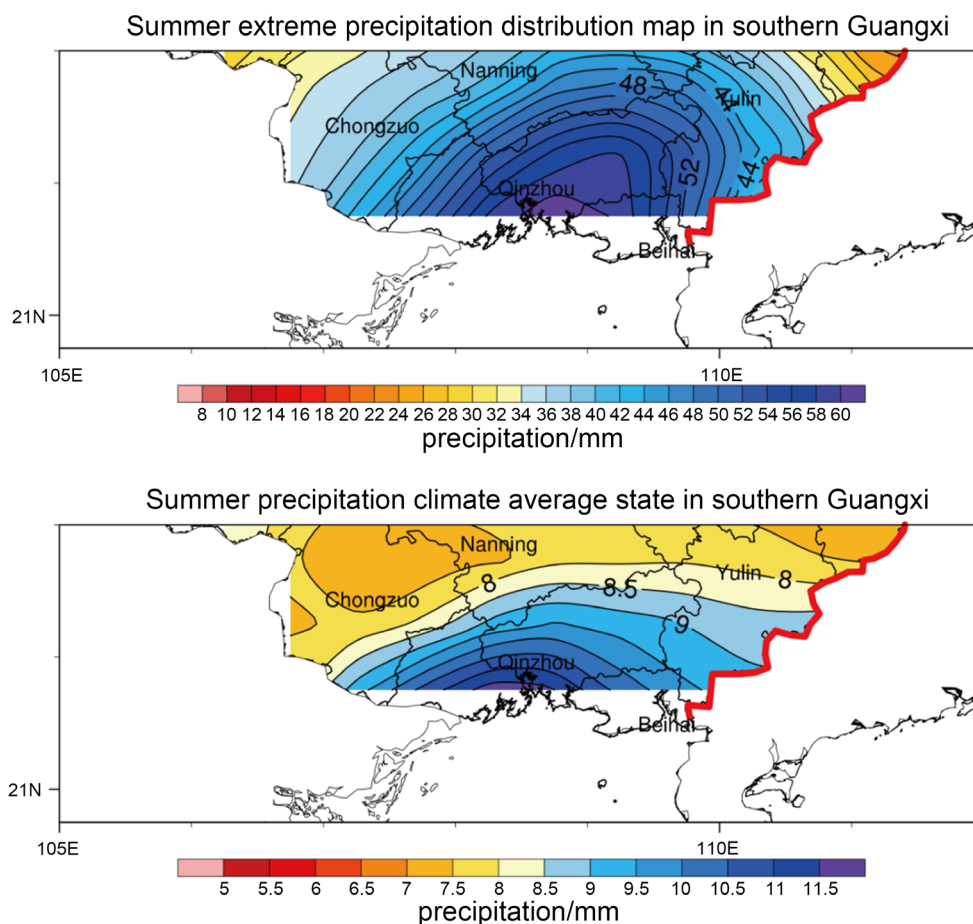 Summer extreme precipitation distribution map in southern Guangxi
Nanning
48
44
Yulin
Chongzuo
52
44
Qinzhou
Beihai
21N
105E
110E
8 10 12 14 16 18 20 22 24 26 28 30 32 34 36 38 40 42 44 46 48 50 52 54 56 58 60
precipitation/mm
Summer precipitation climate average state in southern Guangxi
Nanning
8
8.5
Yulin
8
Chongzuo
9
Qinzhou
Beihai
21N
105E
110E
5 5.5 6 6.5 7 7.5 8 8.5 9 9.5 10 10.5 11 11.5
precipitation/mm